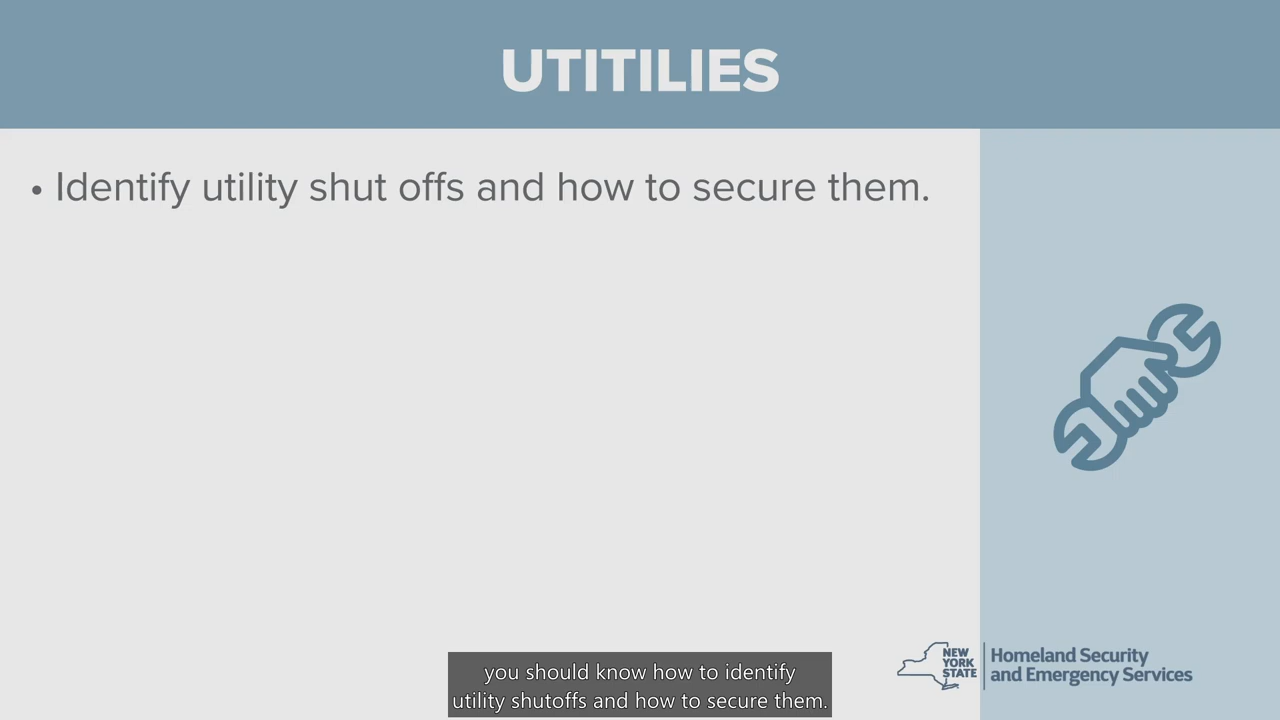 UTITILIES
• Identify utility shut offs and how to secure them.
NEW
YORK
STATE
Homeland Security
and Emergency Services
you should know how to identify
utility shutoffs and how to secure them.